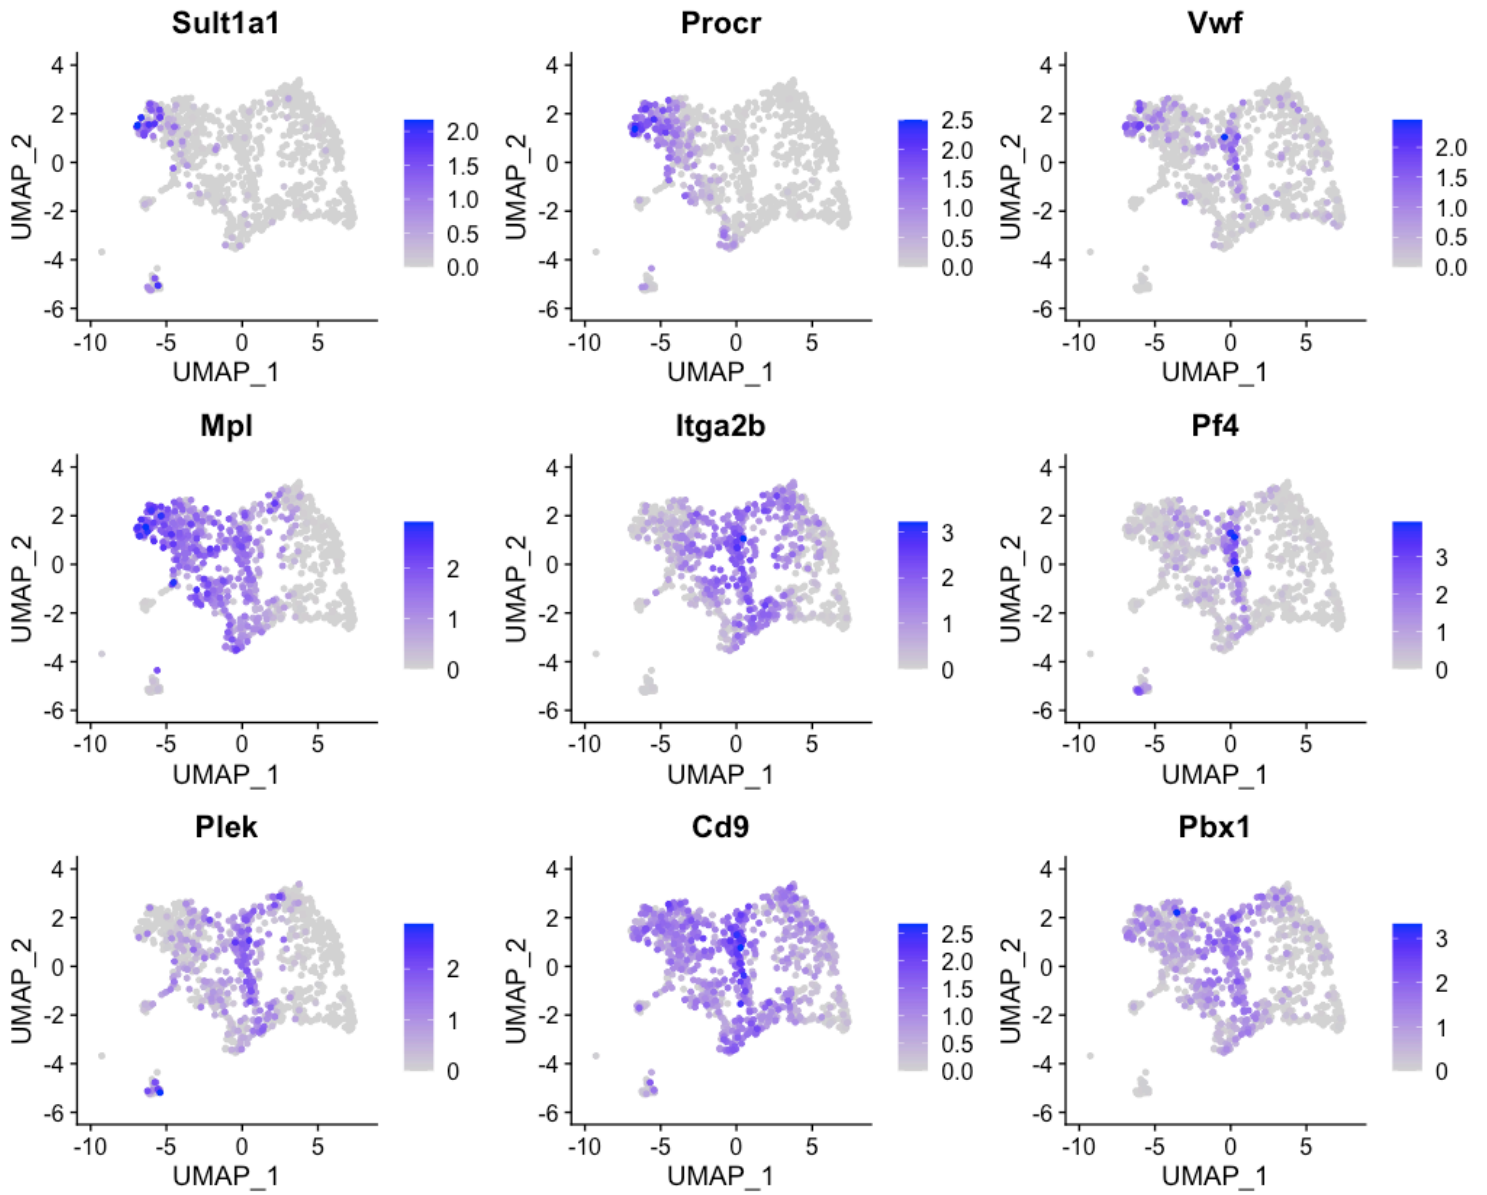 Sult1a1 Procr Vwf
4 4 4
2 2 2
0 0 0
-2 -2 -2
-4 -4 -4
-6 -6 -6
UMAP_2 UMAP_2 UMAP_2
2.0 2.5 2.0
1.5 2.0 1.5
1.0 1.5 1.0
0.5 1.0 0.5
0.0 0.5 0.0
0.0
-10 -5 0 5 -10 -5 0 5 -10 -5 0 5
UMAP_1 UMAP_1 UMAP_1
Mpl Itga2b Pf4
4 4 4
2 2 2
0 0 0
-2 -2 -2
-4 -4 -4
-6 -6 -6
UMAP_2 UMAP_2 UMAP_2
2 3 3
1 2 2
0 1 1
0 0
-10 -5 0 5 -10 -5 0 5 -10 -5 0 5
UMAP_1 UMAP_1 UMAP_1
Plek Cd9 Pbx1
4 4 4
2 2 2
0 0 0
-2 -2 -2
-4 -4 -4
-6 -6 -6
UMAP_2 UMAP_2 UMAP_2
2 2.5 3
1 2.0 2
0 1.5 1
1.0 0
0.5
0.0
-10 -5 0 5 -10 -5 0 5 -10 -5 0 5
UMAP_1 UMAP_1 UMAP_1